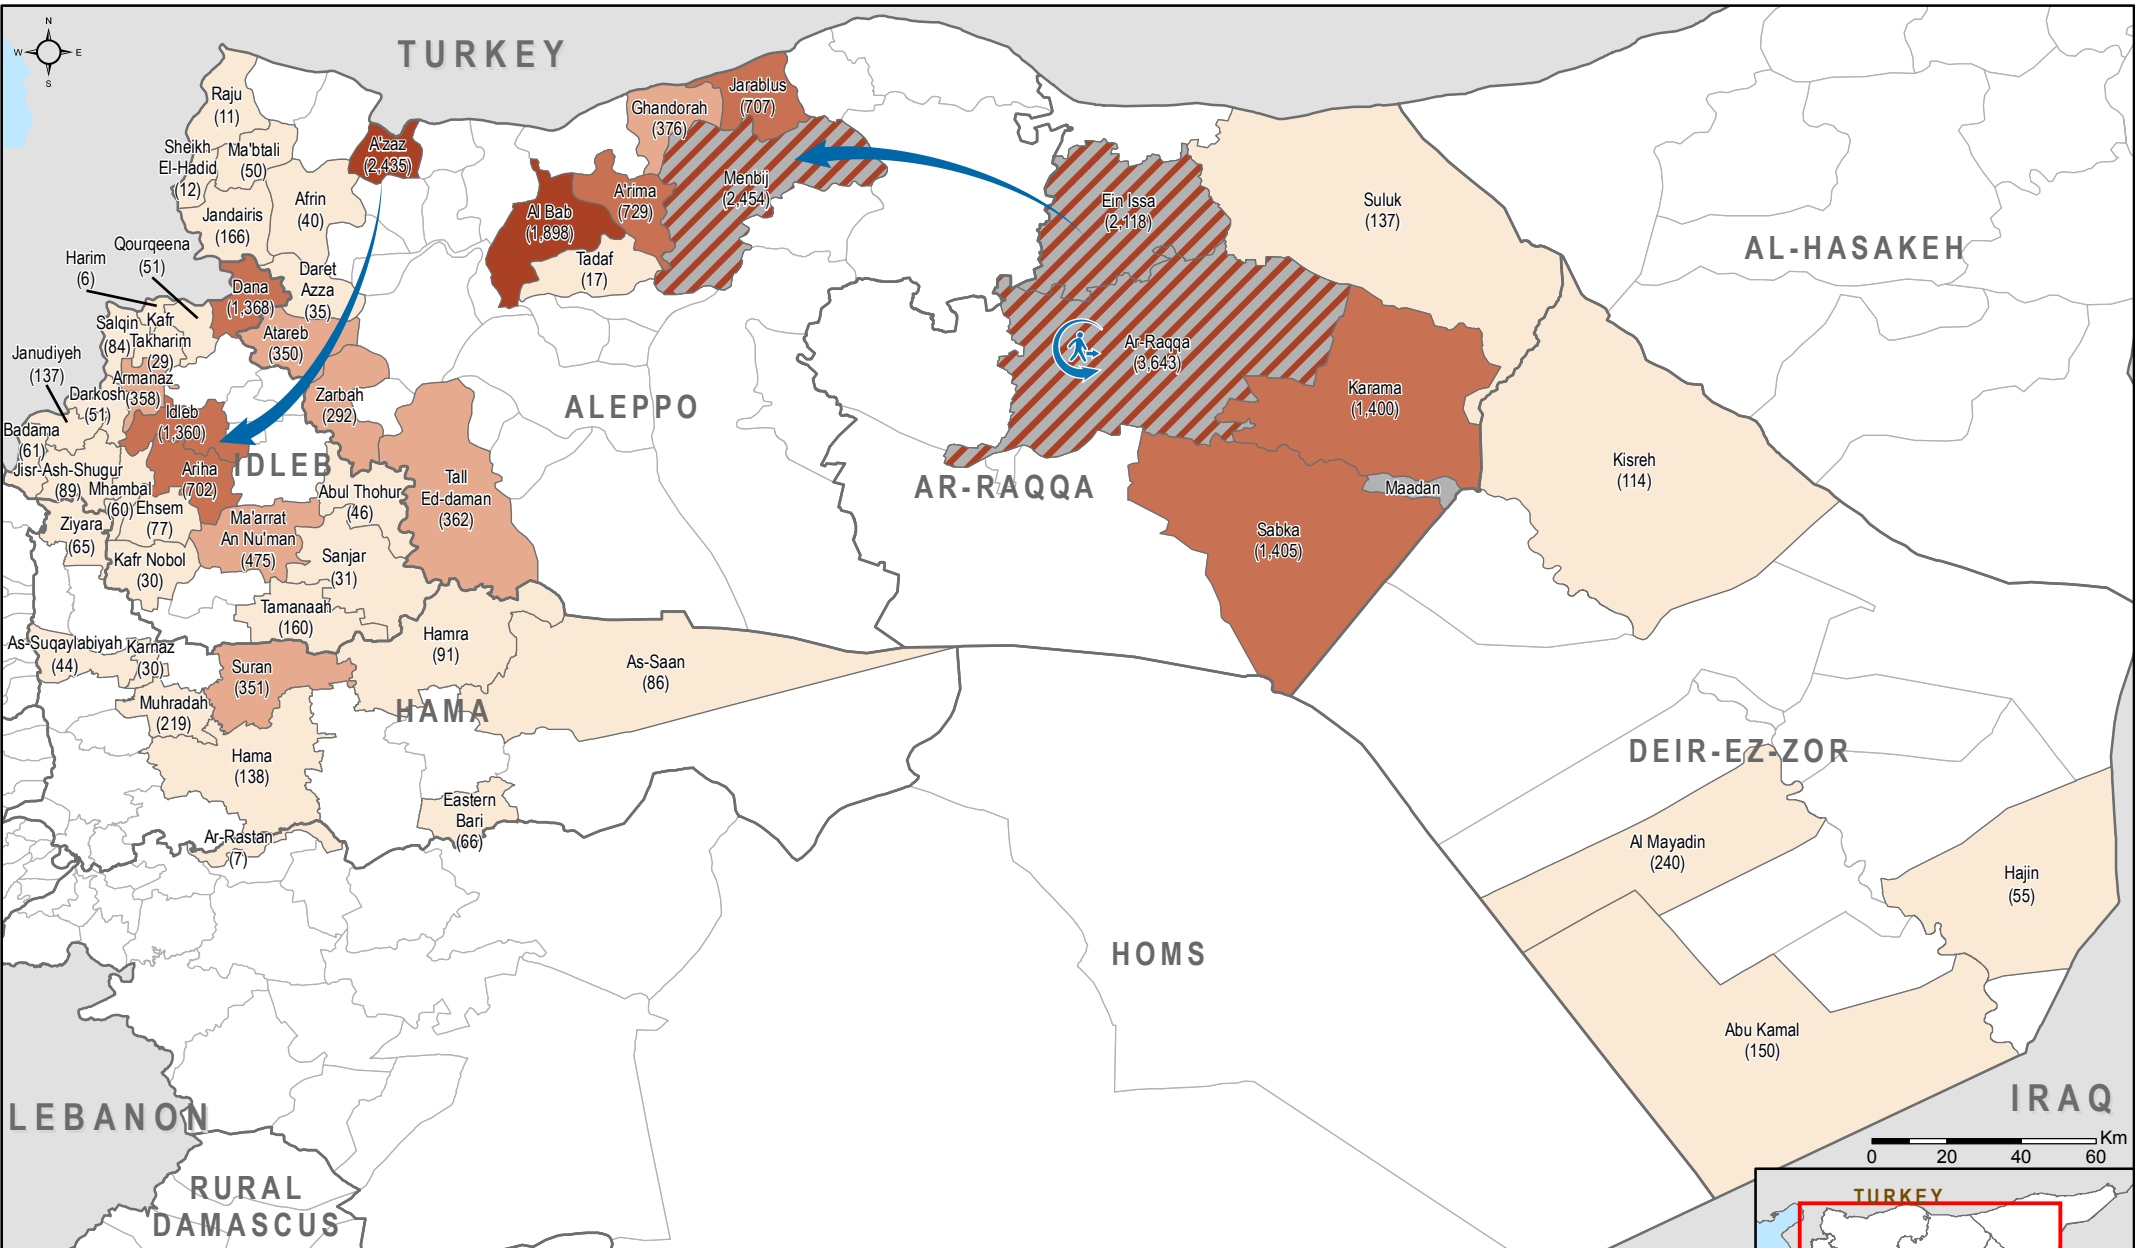 N
W
E
S
TURKEY
Raju
(11)
Sheikh
El-Hadid
(12)
Ma'btali
(50)
A'zaz
(2,435)
Afrin
(40)
Jandairis
(166)
Qourqeena
(51)
Harim
(6)
Dana
(1,368)
Daret
Azza
(35)
Atareb
(350)
Salqin
(84)
Kafr
Takharim
(29)
Janudiyeh
(137)
Armanaz
(358)
Darkosh
(51)
Idleb
(1,360)
Badama
(61)
Jisr-Ash-Shugur
(89)
Ariha
(702)
IDLEB
Mhambal
(60)
Ehsem
(77)
Ziyara
(65)
Kafr Nobol
(30)
Ma'arrat
An Nu'man
(475)
Abul Thohur
(46)
Sanjar
(31)
Tamanaah
(160)
Zarbah
(292)
Tall
Ed-daman
(362)
ALEPPO
Ghandorah
(376)
Jarablus
(707)
Menbij
(2,454)
A'rima
(729)
Al Bab
(1,898)
Tadaf
(17)
Ein Issa
(2,118)
Suluk
(137)
AL-HASAKEH
Ar-Raqqa
(3,643)
Karama
(1,400)
AR-RAQQA
Maadan
Sabka
(1,405)
Kisreh
(114)
As-Suqaylabiyah
(44)
Karnaz
(30)
Suran
(351)
Hamra
(91)
As-Saan
(86)
Muhradah
(219)
HAMA
Hama
(138)
Eastern
Bari
(66)
Ar-Rastan
(7)
DEIR-EZ-ZOR
Al Mayadin
(240)
Hajin
(55)
HOMS
Abu Kamal
(150)
LEBANON
IRAQ
RURAL
DAMASCUS
Km
0 20 40 60
TURKEY